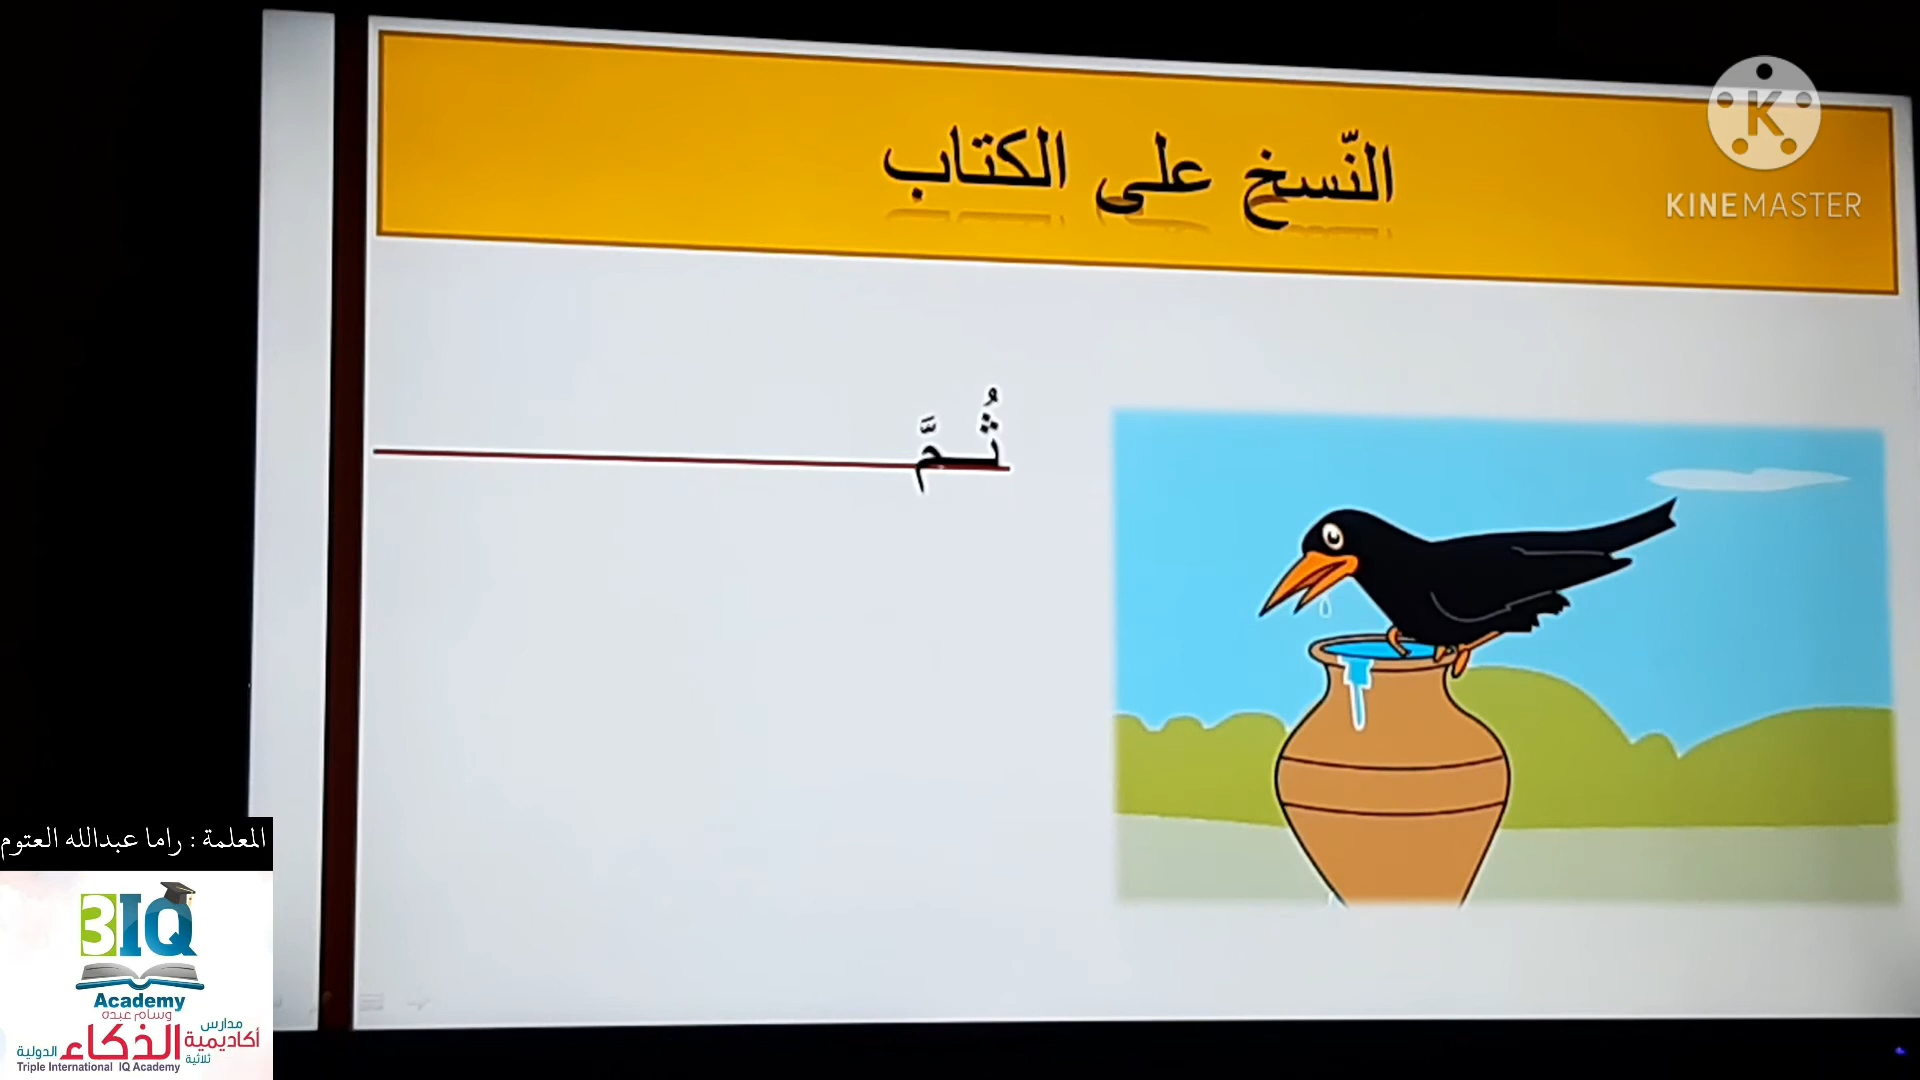 النّسخ على الكتاب
KINEMASTER
ثُمَّ
المعلمة : راما عبدالله العتوم
3IQ
Academy
وسام عبده
مدارس
أكاديمية الذكاء الدولية
ثلاثية
Triple International IQ Academy